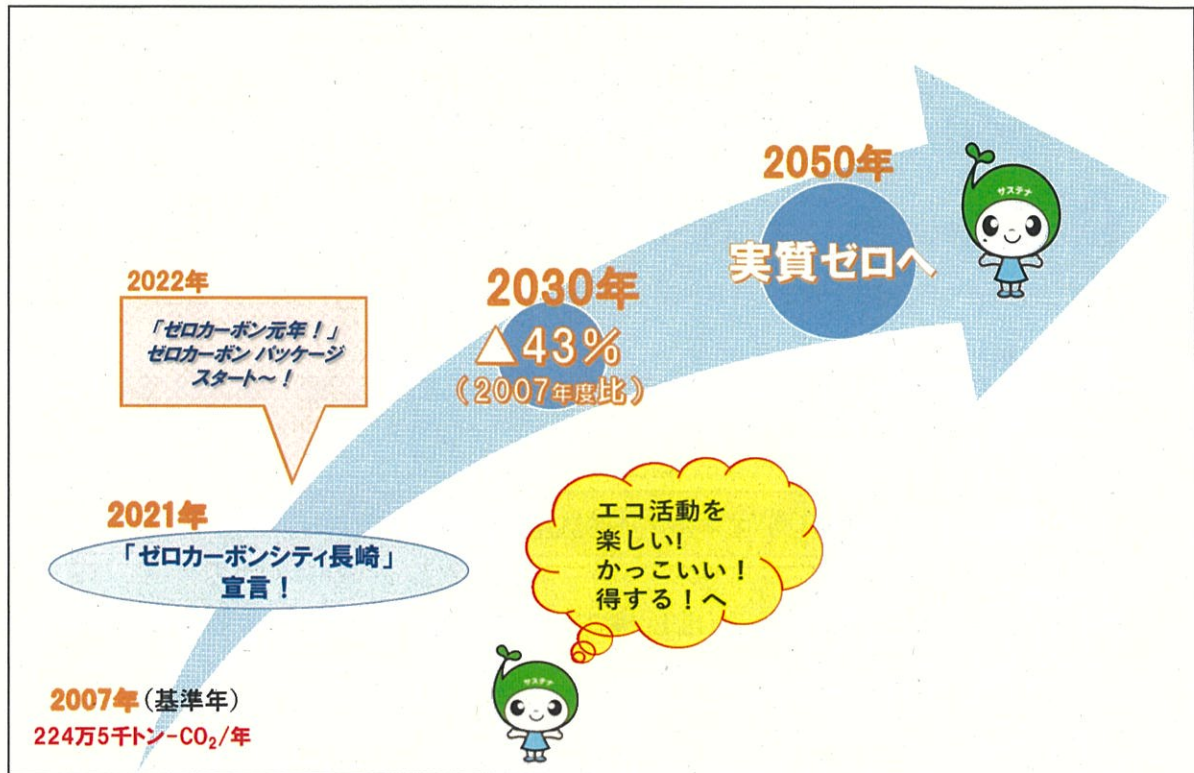 2050年
サステナ
実質ゼロへ
2030年
△43%
(2007年度比)
2022年
「ゼロカーボン元年！」
ゼロカーボン パッケージ
スタート～！
2021年
「ゼロカーボンシティ長崎」
宣言！
エコ活動を
楽しい!
かっこいい！
得する！へ
サステナ
2007年(基準年)
224万5千トン-CO₂/年